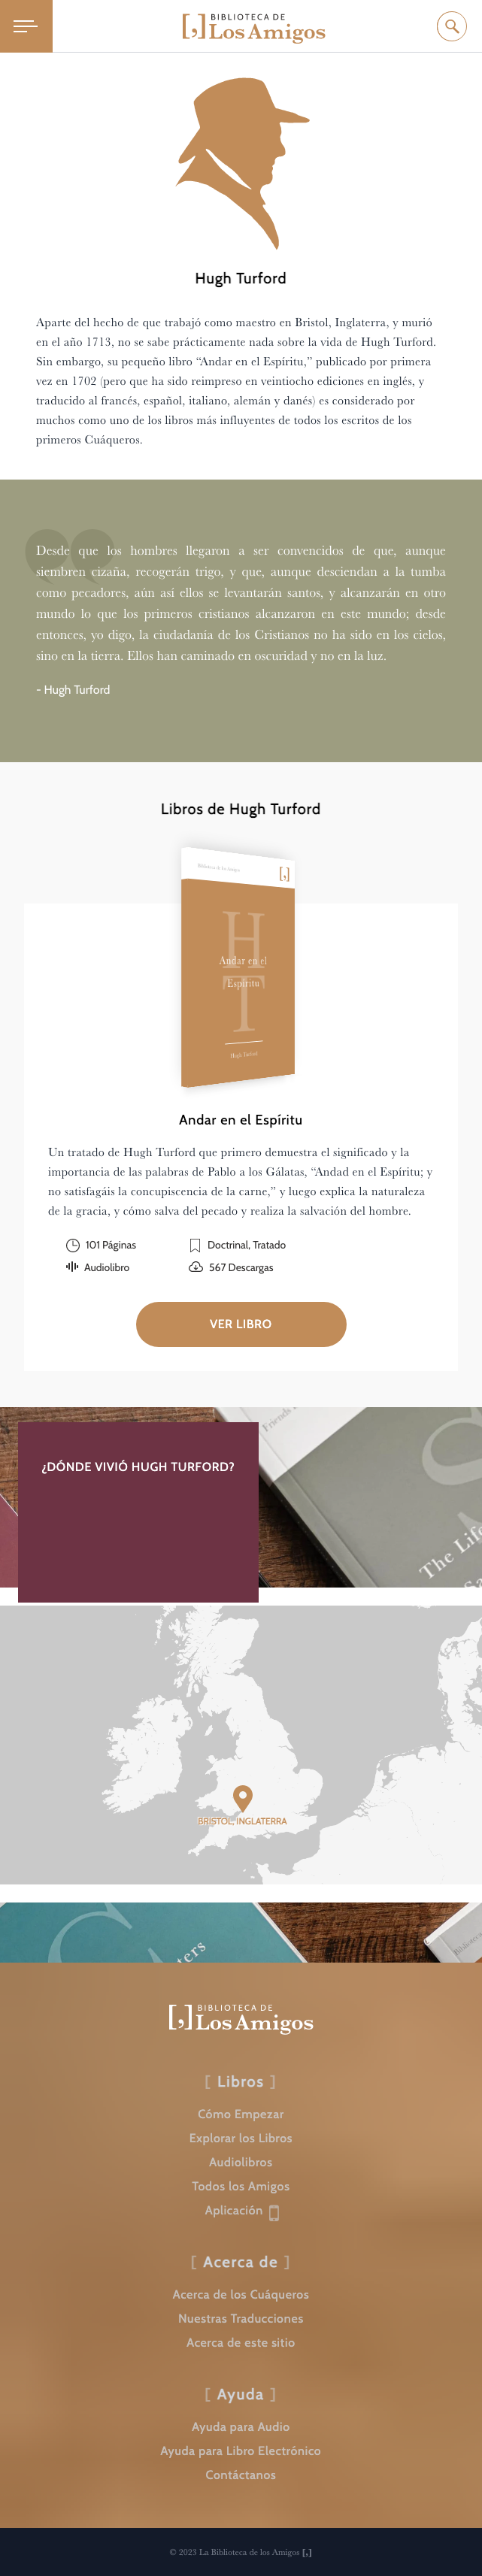 BIBLIOTECA DE
[,] Los Amigos
Hugh Turford
Aparte del hecho de que trabajó como maestro en Bristol, Inglaterra, y murió
en el año 1713, no se sabe prácticamente nada sobre la vida de Hugh Turford.
Sin embargo, su pequeño libro “Andar en el Espíritu,” publicado por primera
vez en 1702 (pero que ha sido reimpreso en veintiocho ediciones en inglés, y
traducido al francés, español, italiano, alemán y danés) es considerado por
muchos como uno de los libros más influyentes de todos los escritos de los
primeros Cuáqueros.
Desde que los hombres llegaron a ser convencidos de que, aunque
siembren cizaña, recogerán trigo, y que, aunque desciendan a la tumba
como pecadores, aún así ellos se levantarán santos, y alcanzarán en otro
mundo lo que los primeros cristianos alcanzaron en este mundo; desde
entonces, yo digo, la ciudadanía de los Cristianos no ha sido en los cielos,
sino en la tierra. Ellos han caminado en oscuridad y no en la luz.
- Hugh Turford
Libros de Hugh Turford
Biblioteca de los Amigos [,]
HT
Andar en el
Espíritu
Hugh Turford
Andar en el Espíritu
Un tratado de Hugh Turford que primero demuestra el significado y la
importancia de las palabras de Pablo a los Gálatas, “Andad en el Espíritu; y
no satisfagáis la concupiscencia de la carne,” y luego explica la naturaleza
de la gracia, y cómo salva del pecado y realiza la salvación del hombre.
101 Páginas
Doctrinal, Tratado
Audiolibro
567 Descargas
VER LIBRO
Friends
¿DÓNDE VIVIÓ HUGH TURFORD?
S
The Life
BRISTOL, INGLATERRA
BIBLIOTECA DE
[,] Los Amigos
[ Libros ]
Cómo Empezar
Explorar los Libros
Audiolibros
Todos los Amigos
Aplicación
[ Acerca de ]
Acerca de los Cuáqueros
Nuestras Traducciones
Acerca de este sitio
[ Ayuda ]
Ayuda para Audio
Ayuda para Libro Electrónico
Contáctanos
© 2023 La Biblioteca de los Amigos [,]